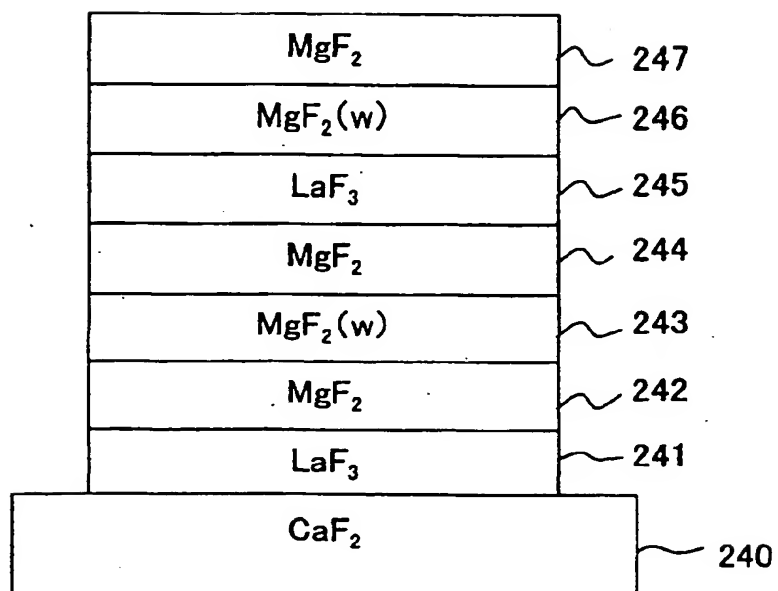 MgF₂ 247
MgF₂(w) 246
LaF₃ 245
MgF₂ 244
MgF₂(w) 243
MgF₂ 242
LaF₃ 241
CaF₂ 240